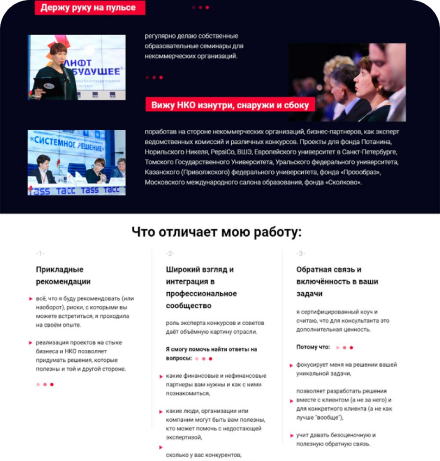 Держу руку на пульсе
регулярно делаю собственные
образовательные семинары для
некоммерческих организаций.
ЛИФТ
БУДУЩЕЕ
Вижу НКО изнутри, снаружи и сбоку
поработав на стороне некоммерческих организаций, бизнес-партнеров, как эксперт
ведомственных комиссий и различных конкурсов. Проекты для фонда Потанина,
Норильского Никеля, PepsiCo, ВШЭ, Европейского университет в Санкт-Петербурге,
Томского Государственного Университета, Уральского федерального университета,
Казанского (Приволжского) федерального университета, фонда «Прообраз»,
Московского международного салона образования, фонда «Сколково».
«СИСТЕМНОЕ РЕШЕНИЕ»
TASS ТАСС TASS
Что отличает мою работу:
-1-
Прикладные
рекомендации
всё, что я буду рекомендовать (или
наоборот), риски, с которыми вы
можете встретиться, я проходила
на своём опыте.
реализация проектов на стыке
бизнеса и НКО позволяет
придумать решения, которые
полезны и той и другой стороне.
-2-
Широкий взгляд и
интеграция в
профессиональное
сообщество
роль эксперта конкурсов и советов
даёт объёмную картину отрасли.
Я смогу помочь найти ответы на
вопросы:
какие финансовые и нефинансовые
партнеры вам нужны и как с ними
познакомиться,
какие люди, организации или
компании могут быть вам полезны,
кто может помочь с недостающей
экспертизой,
сколько у вас конкурентов,
-3-
Обратная связь и
включённость в ваши
задачи
я сертифицированный коуч и
считаю, что для консультанта это
дополнительная ценность.
Потому что:
фокусирует меня на решении вашей
уникальной задачи,
позволяет разработать решения
вместе с клиентом (а не за него) и
для конкретного клиента (а не как
лучше "вообще"),
учит давать безоценочную и
полезную обратную связь.